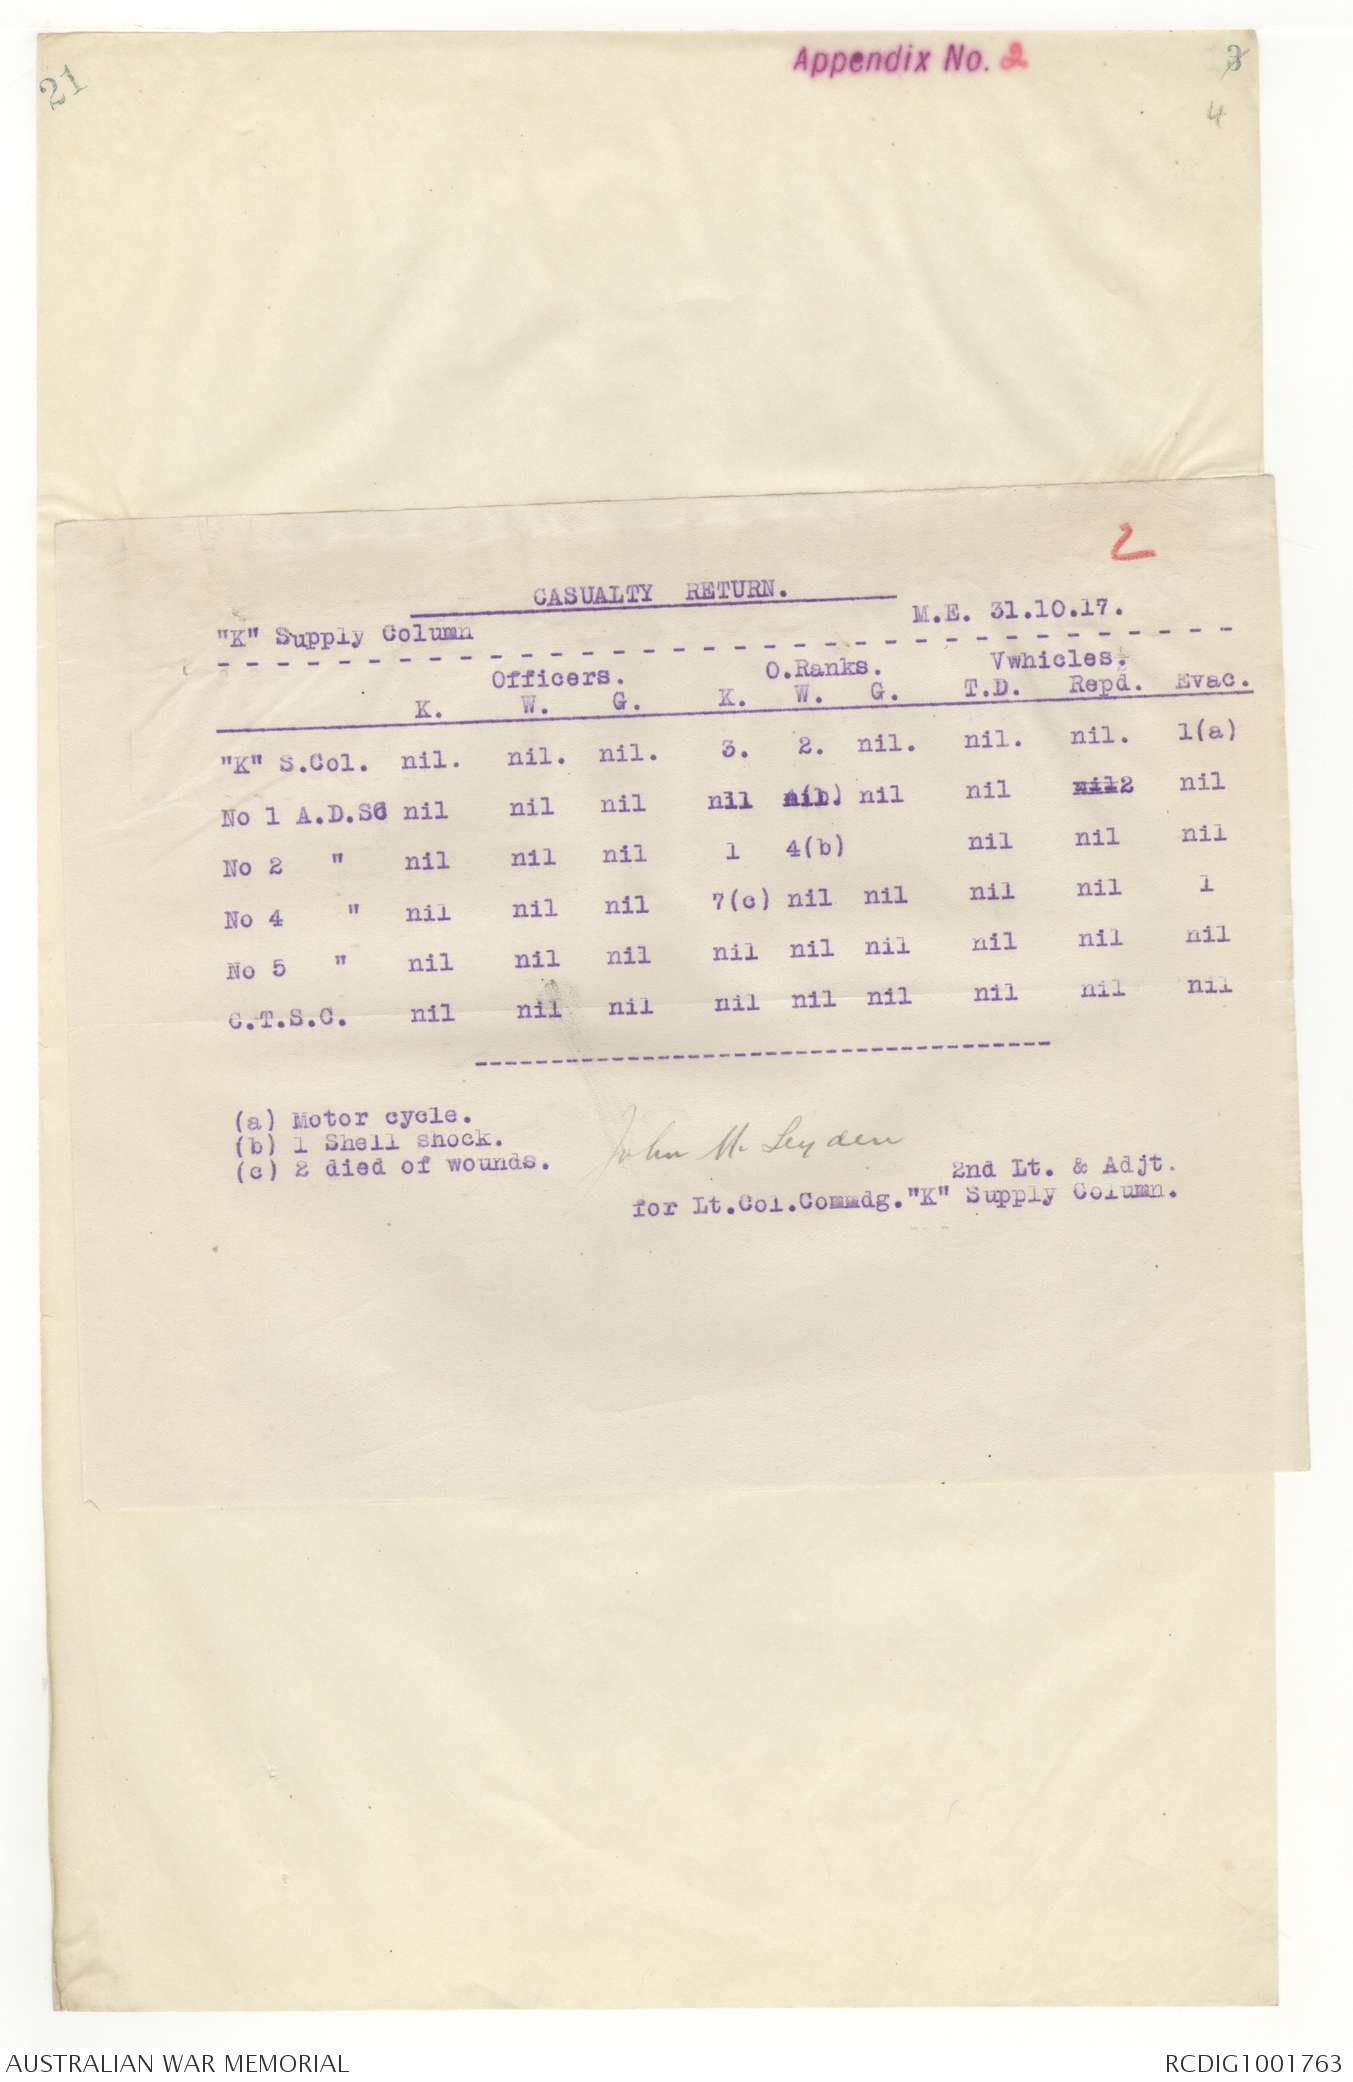 21
Appendix No. 2
3
4
2
CASUALTY RETURN.
M.E. 31.10.17.
"K" Supply Column
Officers. O.Ranks. Vwhicles.
K. W. G. K. W. G. T.D. Repd. Evac.
"K" S.Col. nil. nil. nil. 3. 2. nil. nil. nil. 1(a)
No 1 A.D.SC nil nil nil nil nil. nil nil nil2 nil
No 2 " nil nil nil 1 4(b) nil nil nil
No 4 " nil nil nil 7(c) nil nil nil nil 1
No 5 " nil nil nil nil nil nil nil nil nil
C.T.S.C. nil nil nil nil nil nil nil nil nil
(a) Motor cycle.
(b) 1 Shell shock.
(c) 2 died of wounds.
John M. Leyden
2nd Lt. & Adjt.
for Lt.Col.Commdg."K" Supply Column.
AUSTRALIAN WAR MEMORIAL
RCDIG1001763